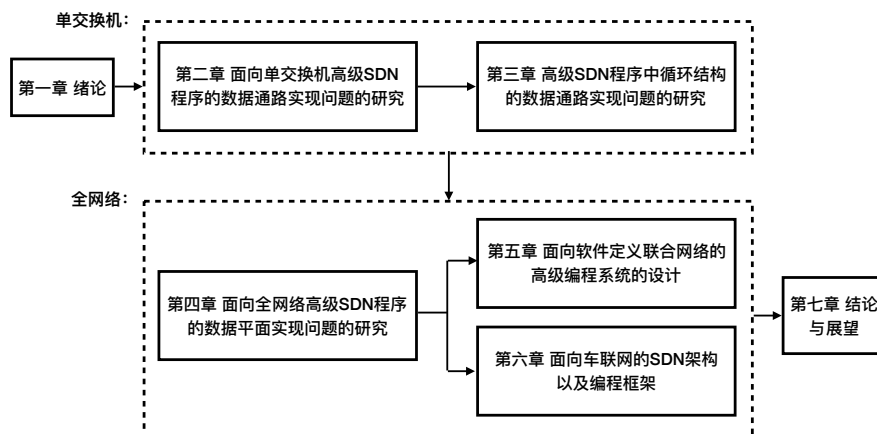 单交换机：
第一章 绪论
第二章 面向单交换机高级SDN
程序的数据通路实现问题的研究
第三章 高级SDN程序中循环结构
的数据通路实现问题的研究
全网络：
第四章 面向全网络高级SDN程序
的数据平面实现问题的研究
第五章 面向软件定义联合网络的
高级编程系统的设计
第六章 面向车联网的SDN架构
以及编程框架
第七章 结论
与展望